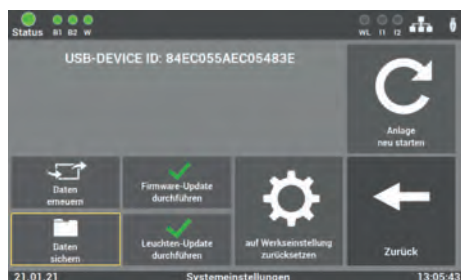 Status B1 B2 W WL I1 I2
USB-DEVICE ID: 84EC055AEC05483E
Anlage
neu starten
Daten
erneuern
Firmware-Update
durchführen
Daten
sichern
Leuchten-Update
durchführen
auf Werkseinstellung
zurücksetzen
Zurück
21.01.21 Systemeinstellungen 13:05:43